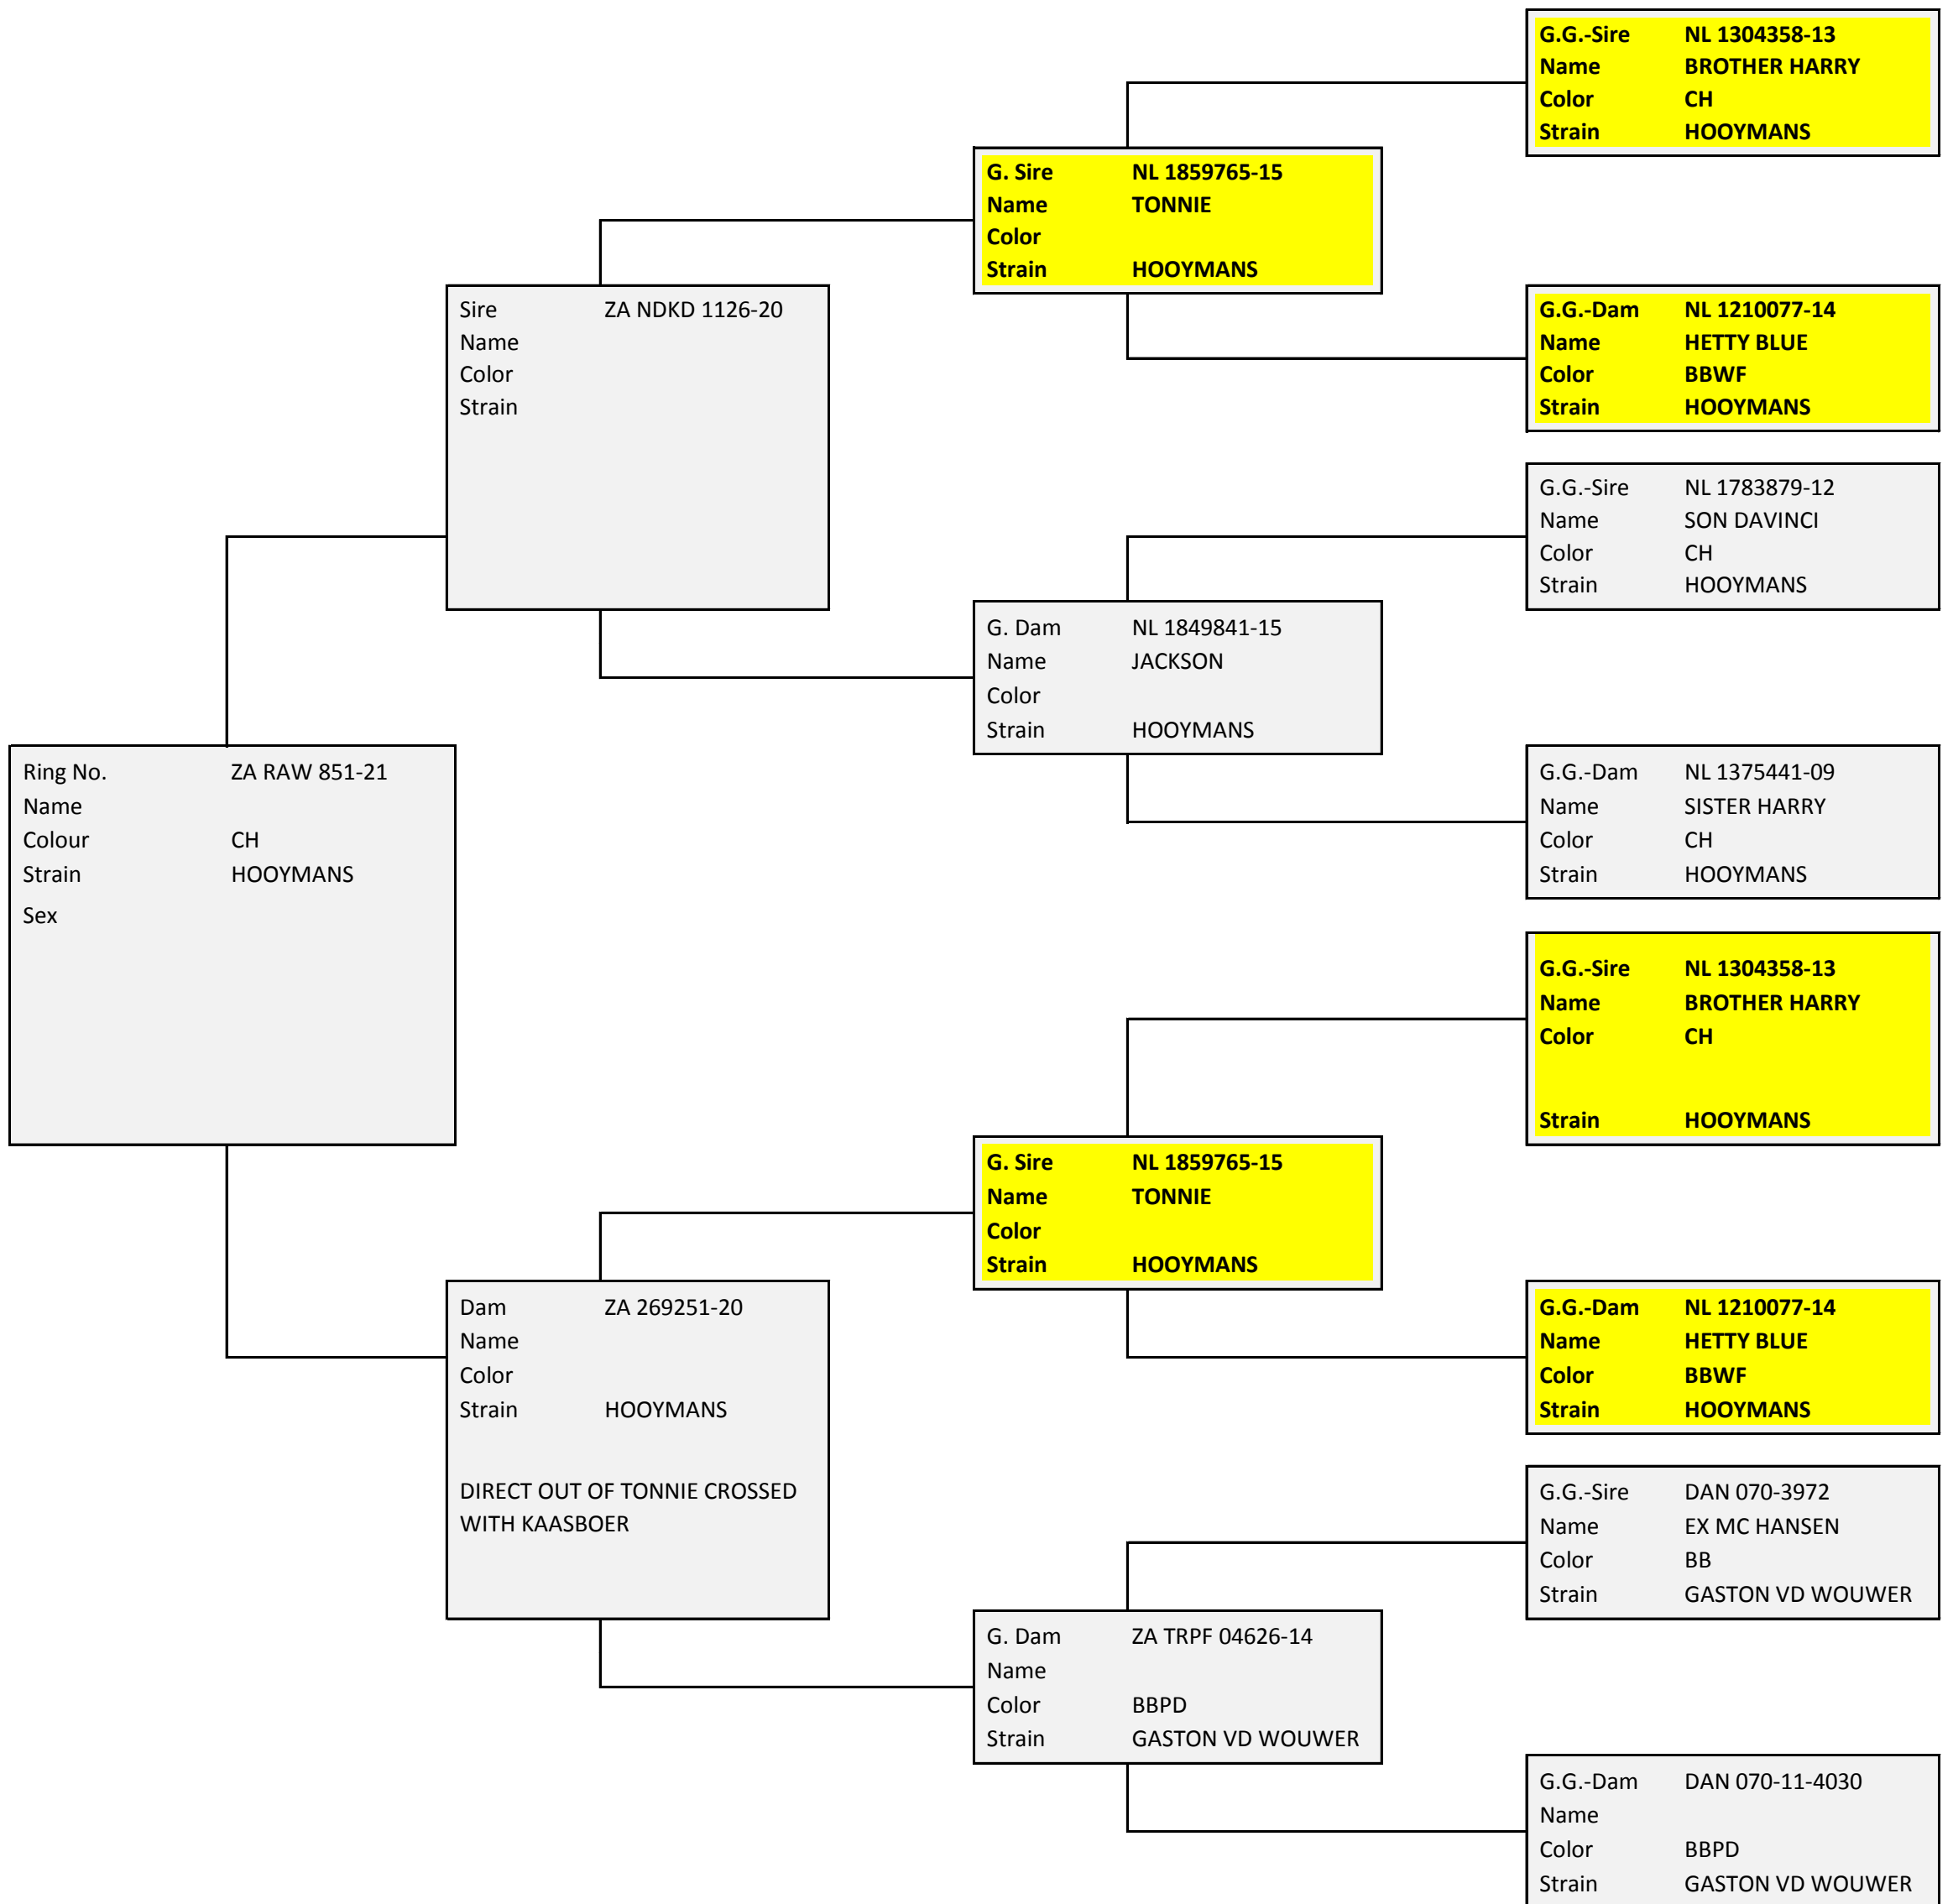 Ring No. ZA RAW 851-21
Name
Colour CH
Strain HOOYMANS
Sex
Sire ZA NDKD 1126-20
Name
Color
Strain
Dam ZA 269251-20
Name
Color
Strain HOOYMANS
DIRECT OUT OF TONNIE CROSSED
WITH KAASBOER
G. Sire NL 1859765-15
Name TONNIE
Color
Strain HOOYMANS
G. Dam NL 1849841-15
Name JACKSON
Color
Strain HOOYMANS
G. Sire NL 1859765-15
Name TONNIE
Color
Strain HOOYMANS
G. Dam ZA TRPF 04626-14
Name
Color BBPD
Strain GASTON VD WOUWER
G.G.-Sire NL 1304358-13
Name BROTHER HARRY
Color CH
Strain HOOYMANS
G.G.-Dam NL 1210077-14
Name HETTY BLUE
Color BBWF
Strain HOOYMANS
G.G.-Sire NL 1783879-12
Name SON DAVINCI
Color CH
Strain HOOYMANS
G.G.-Dam NL 1375441-09
Name SISTER HARRY
Color CH
Strain HOOYMANS
G.G.-Sire NL 1304358-13
Name BROTHER HARRY
Color CH
Strain HOOYMANS
G.G.-Dam NL 1210077-14
Name HETTY BLUE
Color BBWF
Strain HOOYMANS
G.G.-Sire DAN 070-3972
Name EX MC HANSEN
Color BB
Strain GASTON VD WOUWER
G.G.-Dam DAN 070-11-4030
Name
Color BBPD
Strain GASTON VD WOUWER